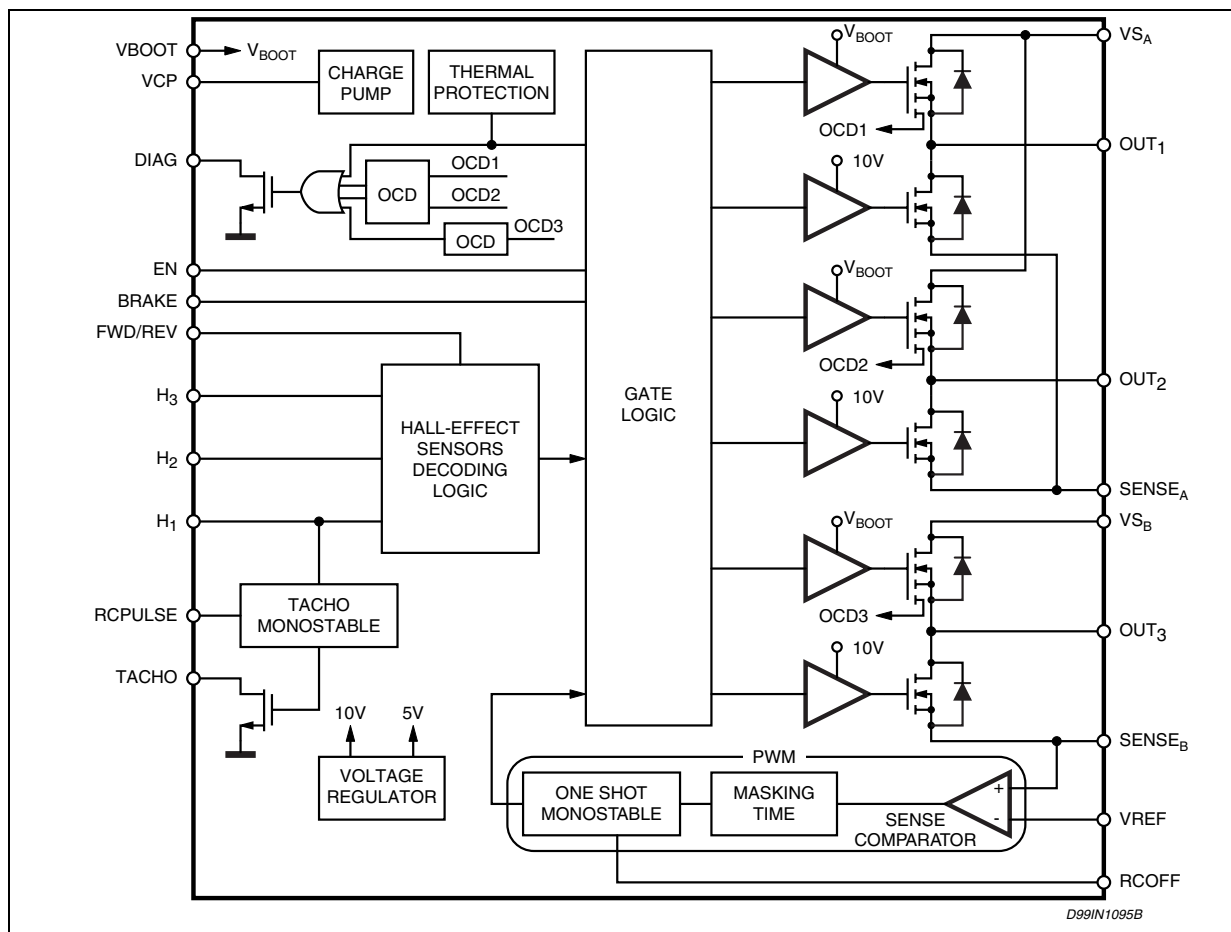 VBOOT
VBOOT
VCP
CHARGE
PUMP
THERMAL
PROTECTION
DIAG
OCD
OCD1
OCD2
OCD
OCD3
EN
BRAKE
FWD/REV
H3
H2
H1
HALL-EFFECT
SENSORS
DECODING
LOGIC
RCPULSE
TACHO
MONOSTABLE
TACHO
10V
5V
VOLTAGE
REGULATOR
GATE
LOGIC
VBOOT
OCD1
10V
VBOOT
OCD2
10V
VBOOT
OCD3
10V
VSA
OUT1
OUT2
SENSEA
VSB
OUT3
SENSEB
PWM
ONE SHOT
MONOSTABLE
MASKING
TIME
SENSE
COMPARATOR
+
-
VREF
RCOFF
D99IN1095B